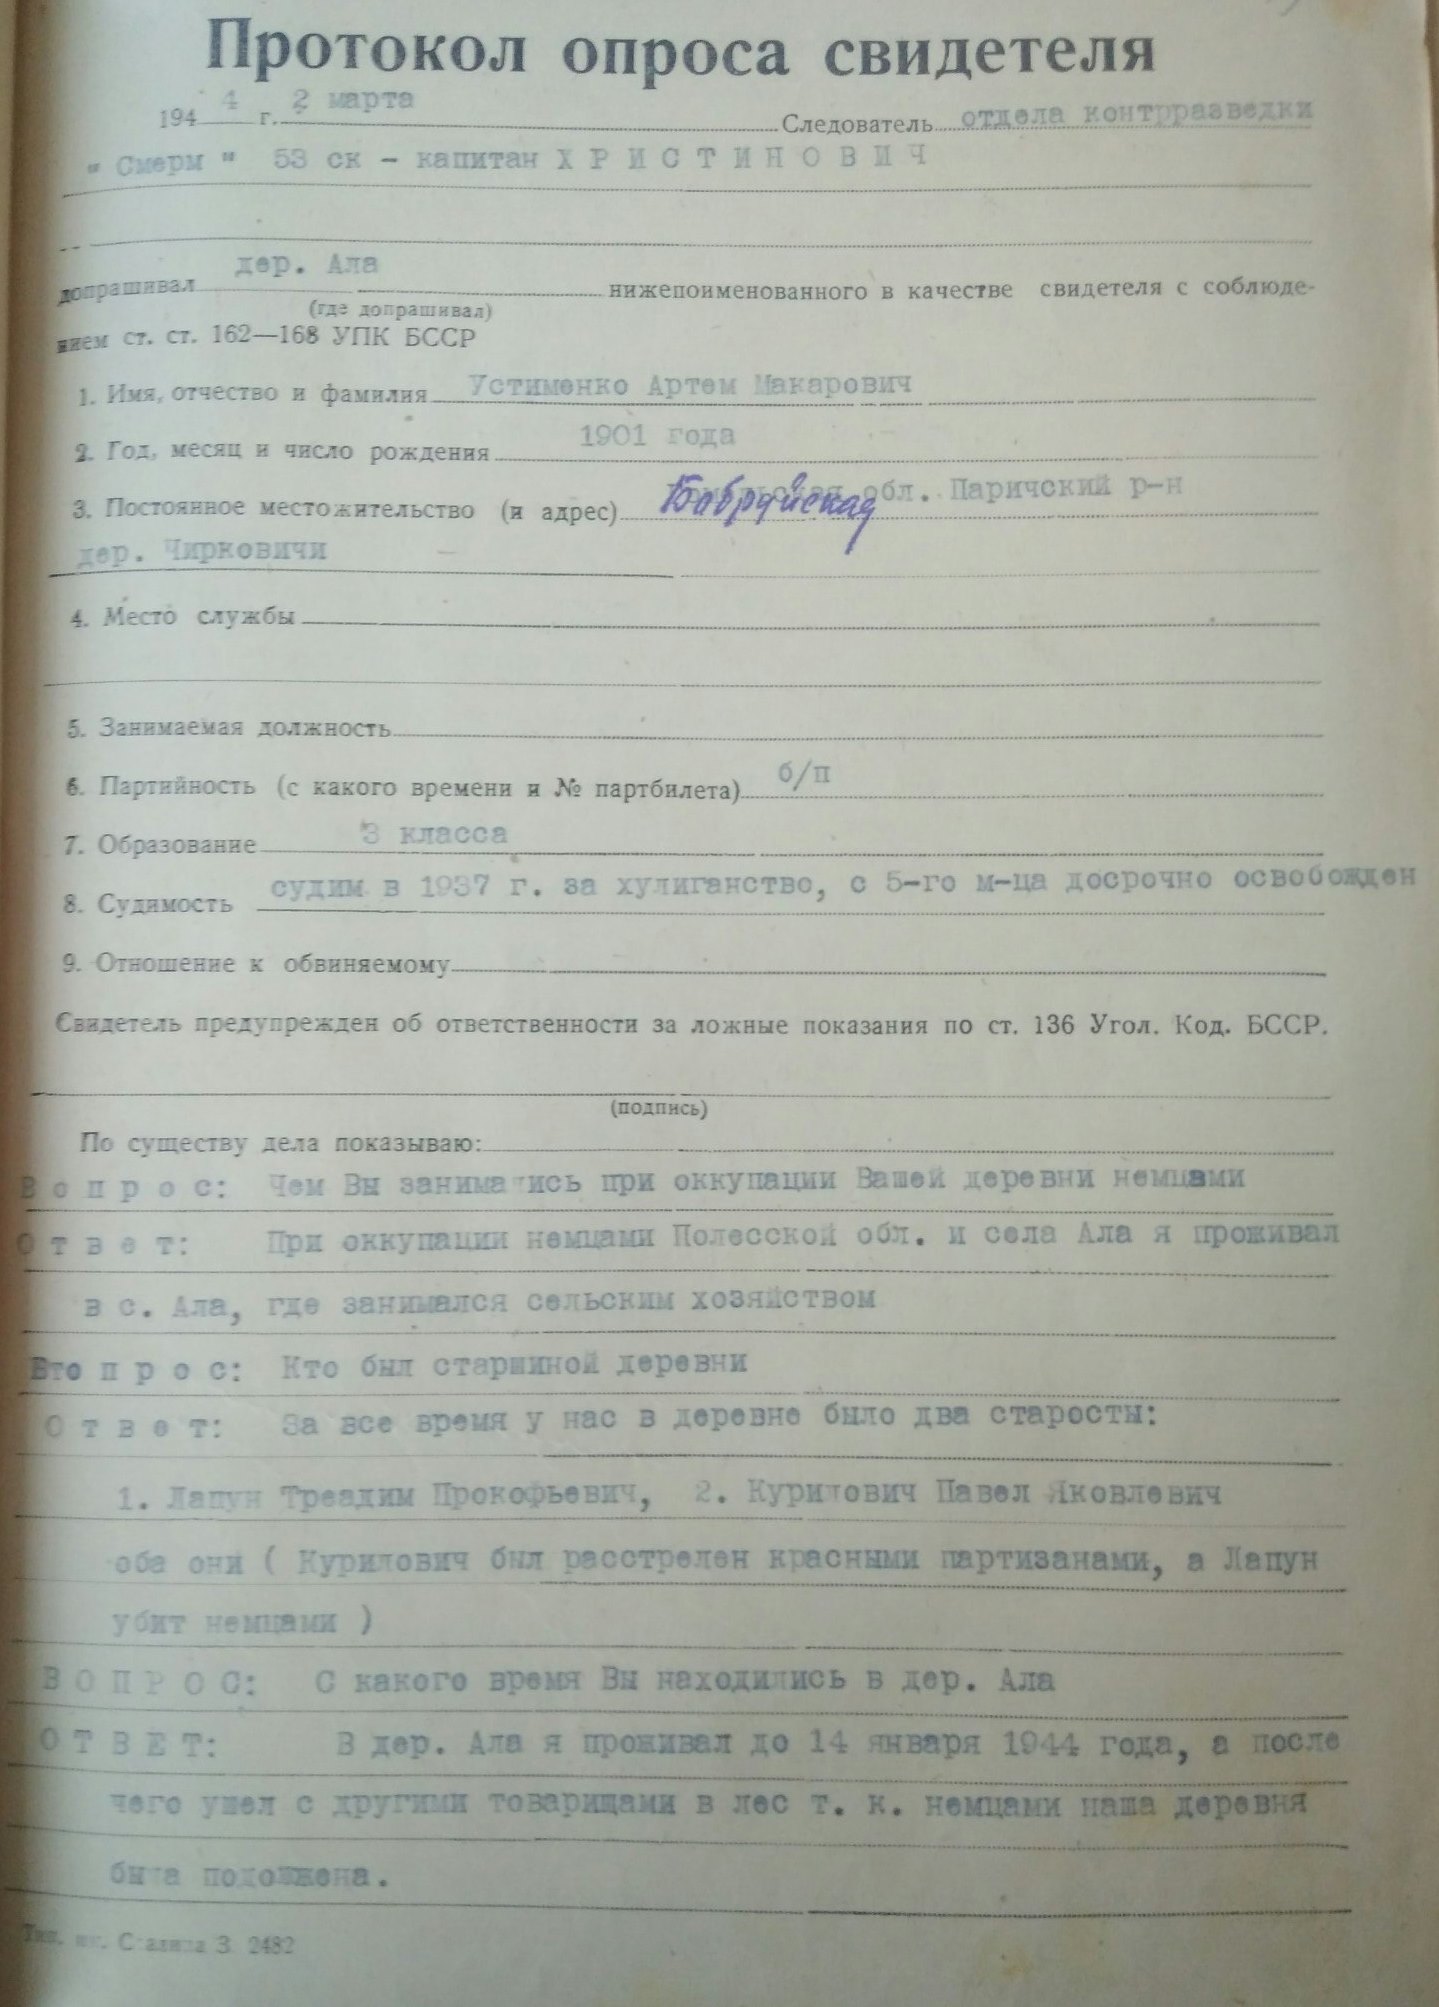 Протокол опроса свидетеля
1944 г. 2 марта Следователь отдела контрразведки
" Смерш " 53 ск – капитан Х Р И С Т И Н О В И Ч
допрашивал дер. Ала нижепоименованного в качестве свидетеля с соблюде-
(где допрашивал)
нием ст. ст. 162—168 УПК БССР
1. Имя, отчество и фамилия Устименко Артем Макарович
2. Год, месяц и число рождения 1901 года
3. Постоянное местожительство (и адрес) Бобруйская обл. Паричский р-н
дер. Чирковичи
4. Место службы
5. Занимаемая должность
6. Партийность (с какого времени и № партбилета) б/п
7. Образование 3 класса
8. Судимость судим в 1937 г. за хулиганство, с 5-го м-ца досрочно освобожден
9. Отношение к обвиняемому
Свидетель предупрежден об ответственности за ложные показания по ст. 136 Угол. Код. БССР.
(подпись)
По существу дела показываю:
В о п р о с: Чем Вы занимались при оккупации Вашей деревни немцами
О т в е т: При оккупации немцами Полесской обл. и села Ала я проживал
в с. Ала, где занимался сельским хозяйством
п р о с: Кто был старшиной деревни
О т в е т: За все время у нас в деревне было два старосты:
1. Лапун Треадим Прокофьевич, 2. Курилович Павел Яковлевич
оба они ( Курилович был расстрелен красными партизанами, а Лапун
убит немцами )
В О П Р О С: С какого время Вы находились в дер. Ала
О Т В Е Т: В дер. Ала я проживал до 14 января 1944 года, а после
чего ушел с другими товарищами в лес т. к. немцами наша деревня
была подожжена.
Тип. им. Сталина З. 2482